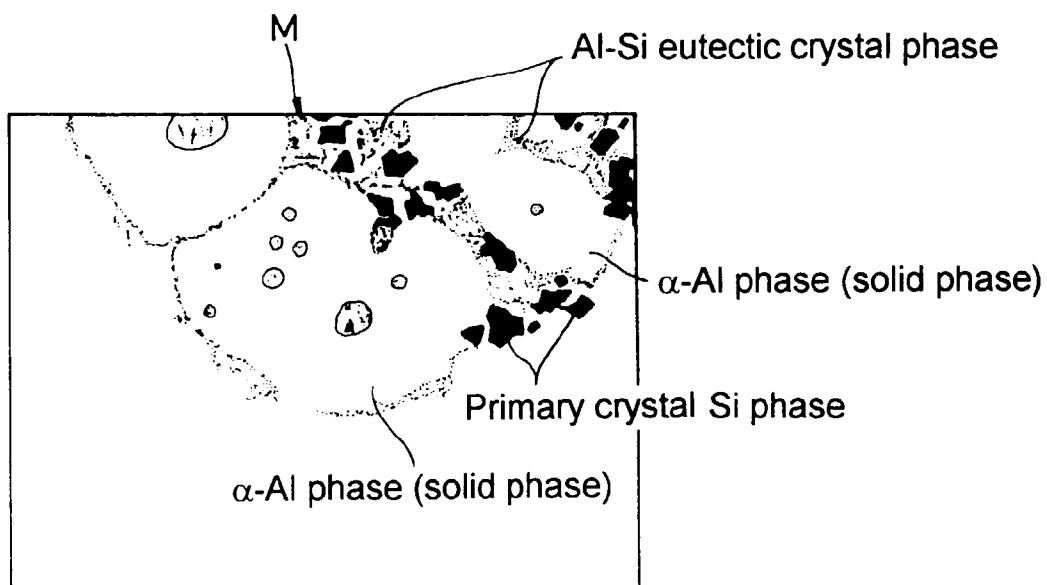 M
Al-Si eutectic crystal phase
α-Al phase (solid phase)
Primary crystal Si phase
α-Al phase (solid phase)